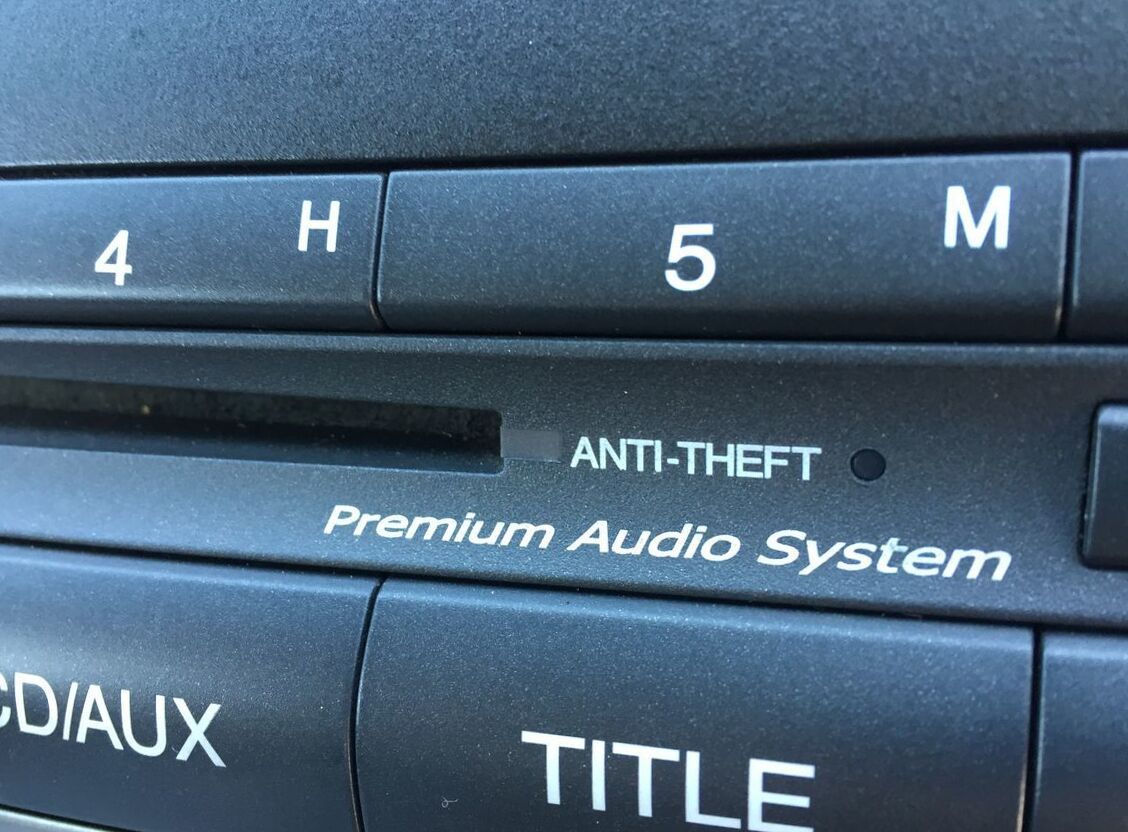 4 H 5 M
ANTI-THEFT
Premium Audio System
CD/AUX TITLE